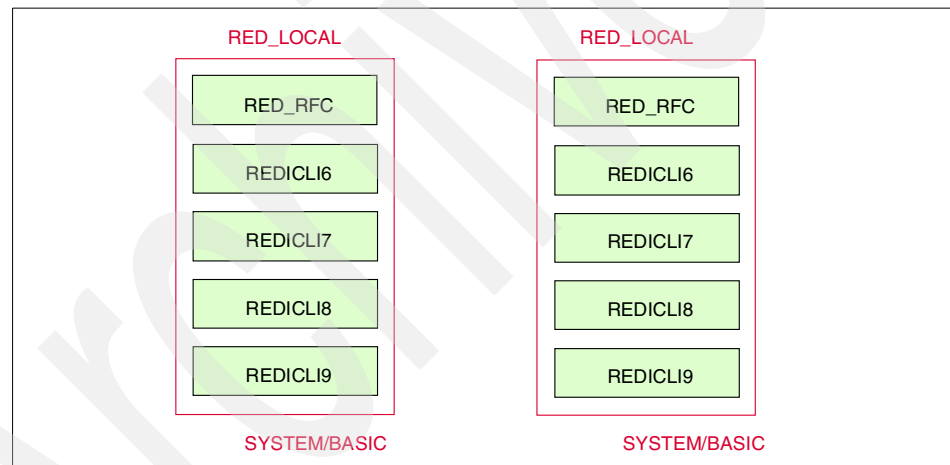 RED_LOCAL
RED_RFC
REDICLI6
REDICLI7
REDICLI8
REDICLI9
SYSTEM/BASIC
RED_LOCAL
RED_RFC
REDICLI6
REDICLI7
REDICLI8
REDICLI9
SYSTEM/BASIC